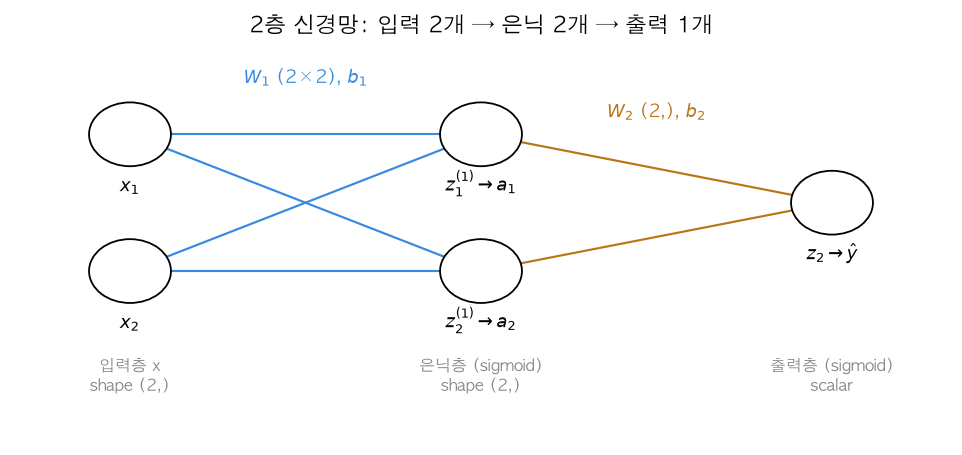 2층 신경망: 입력 2개 → 은닉 2개 → 출력 1개
W₁ (2×2), b₁
W₂ (2,), b₂
x₁
z₁⁽¹⁾ → a₁
z₂ → ŷ
x₂
z₂⁽¹⁾ → a₂
입력층 x
shape (2,)
은닉층 (sigmoid)
shape (2,)
출력층 (sigmoid)
scalar